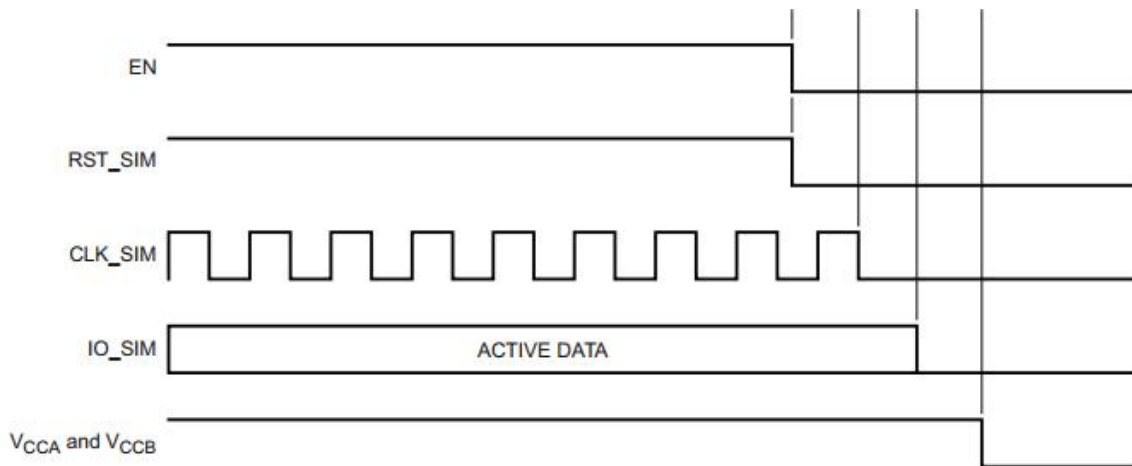 EN
RST_SIM
CLK_SIM
IO_SIM
ACTIVE DATA
VCCA and VCCB